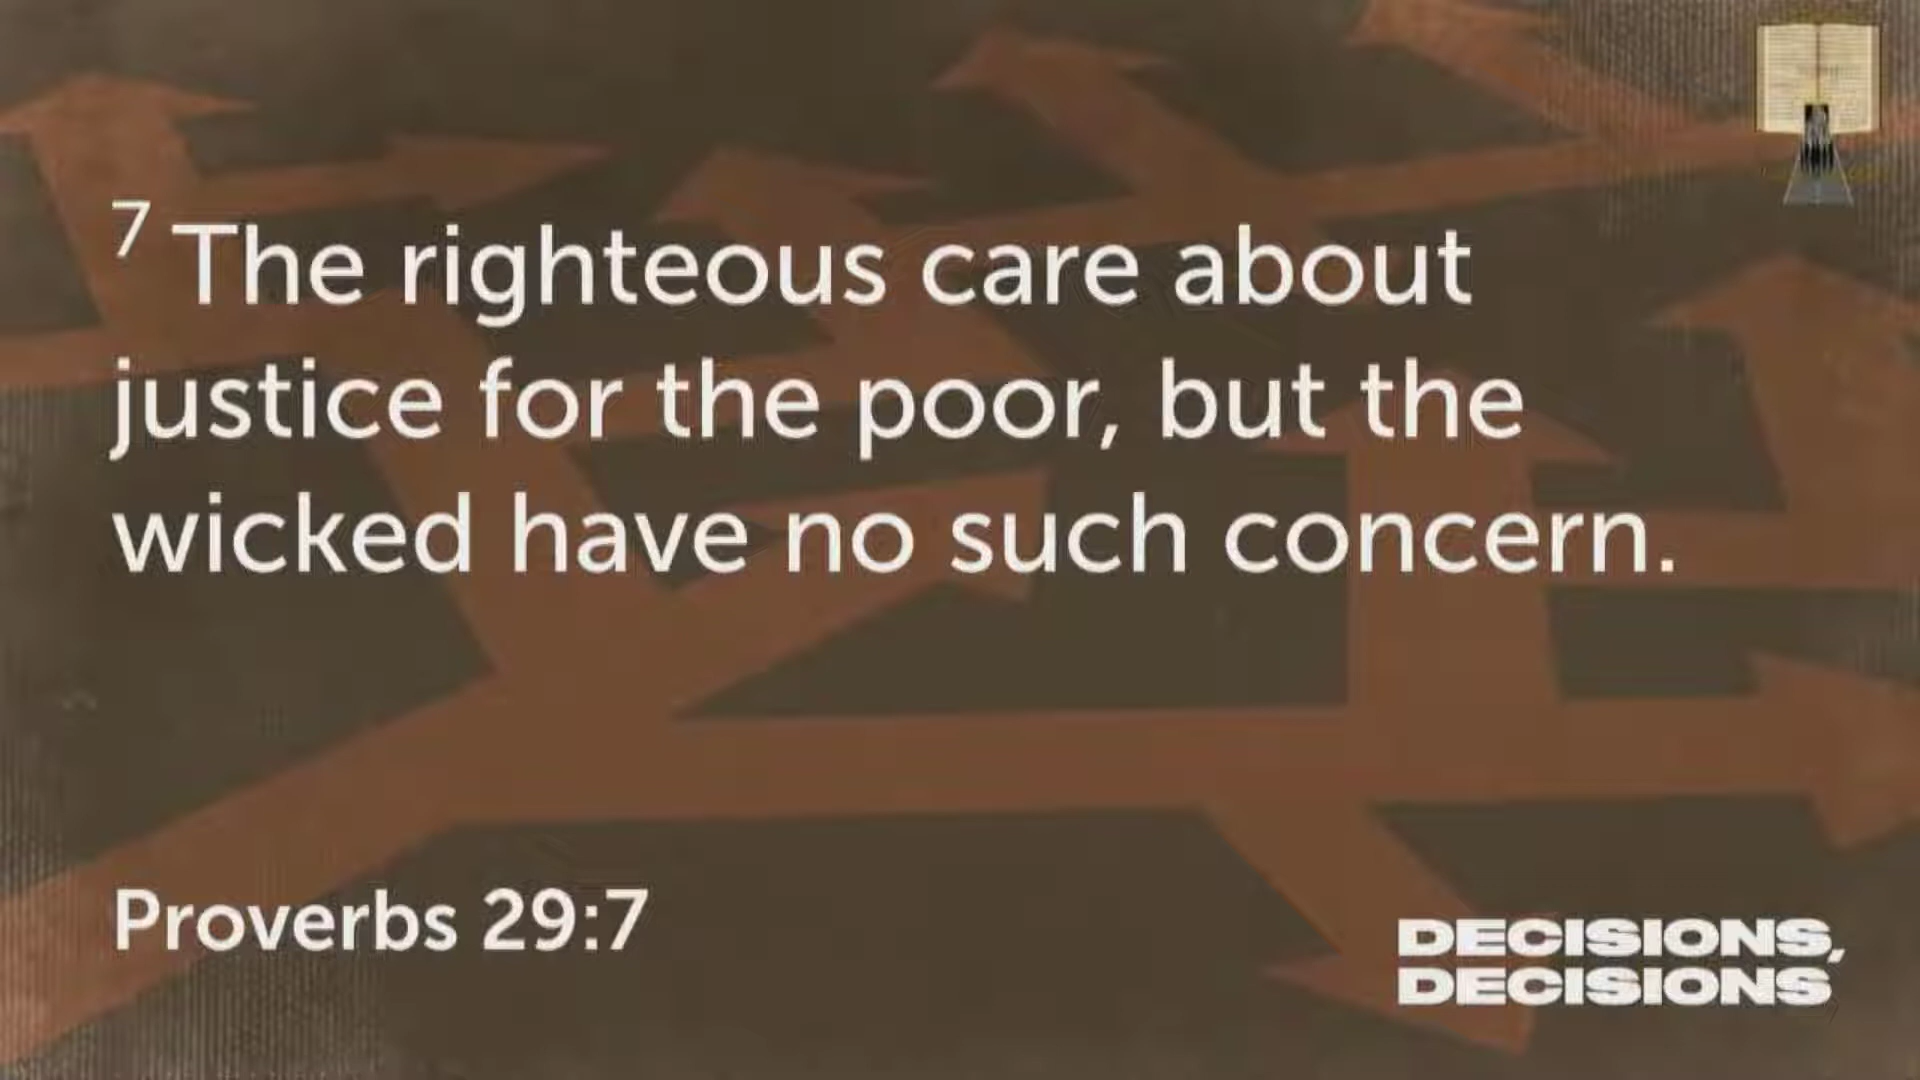 7 The righteous care about
justice for the poor, but the
wicked have no such concern.
Proverbs 29:7
DECISIONS,
DECISIONS